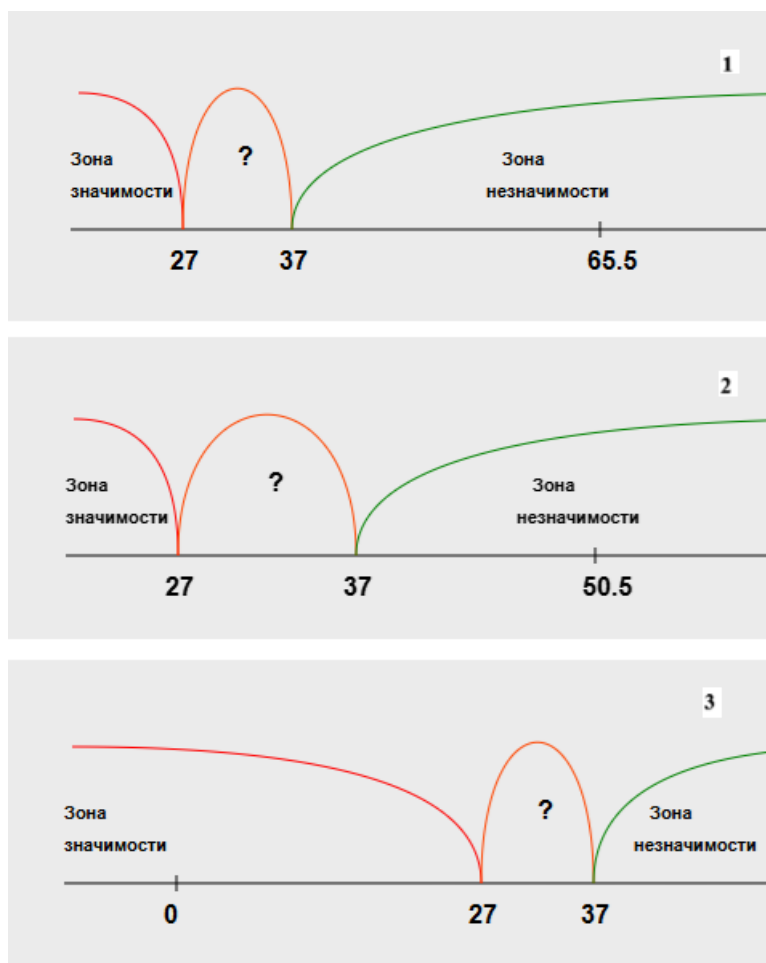 1
?
Зона
значимости
Зона
незначимости
27
37
65.5
2
?
Зона
значимости
Зона
незначимости
27
37
50.5
3
?
Зона
значимости
Зона
незначимости
0
27
37